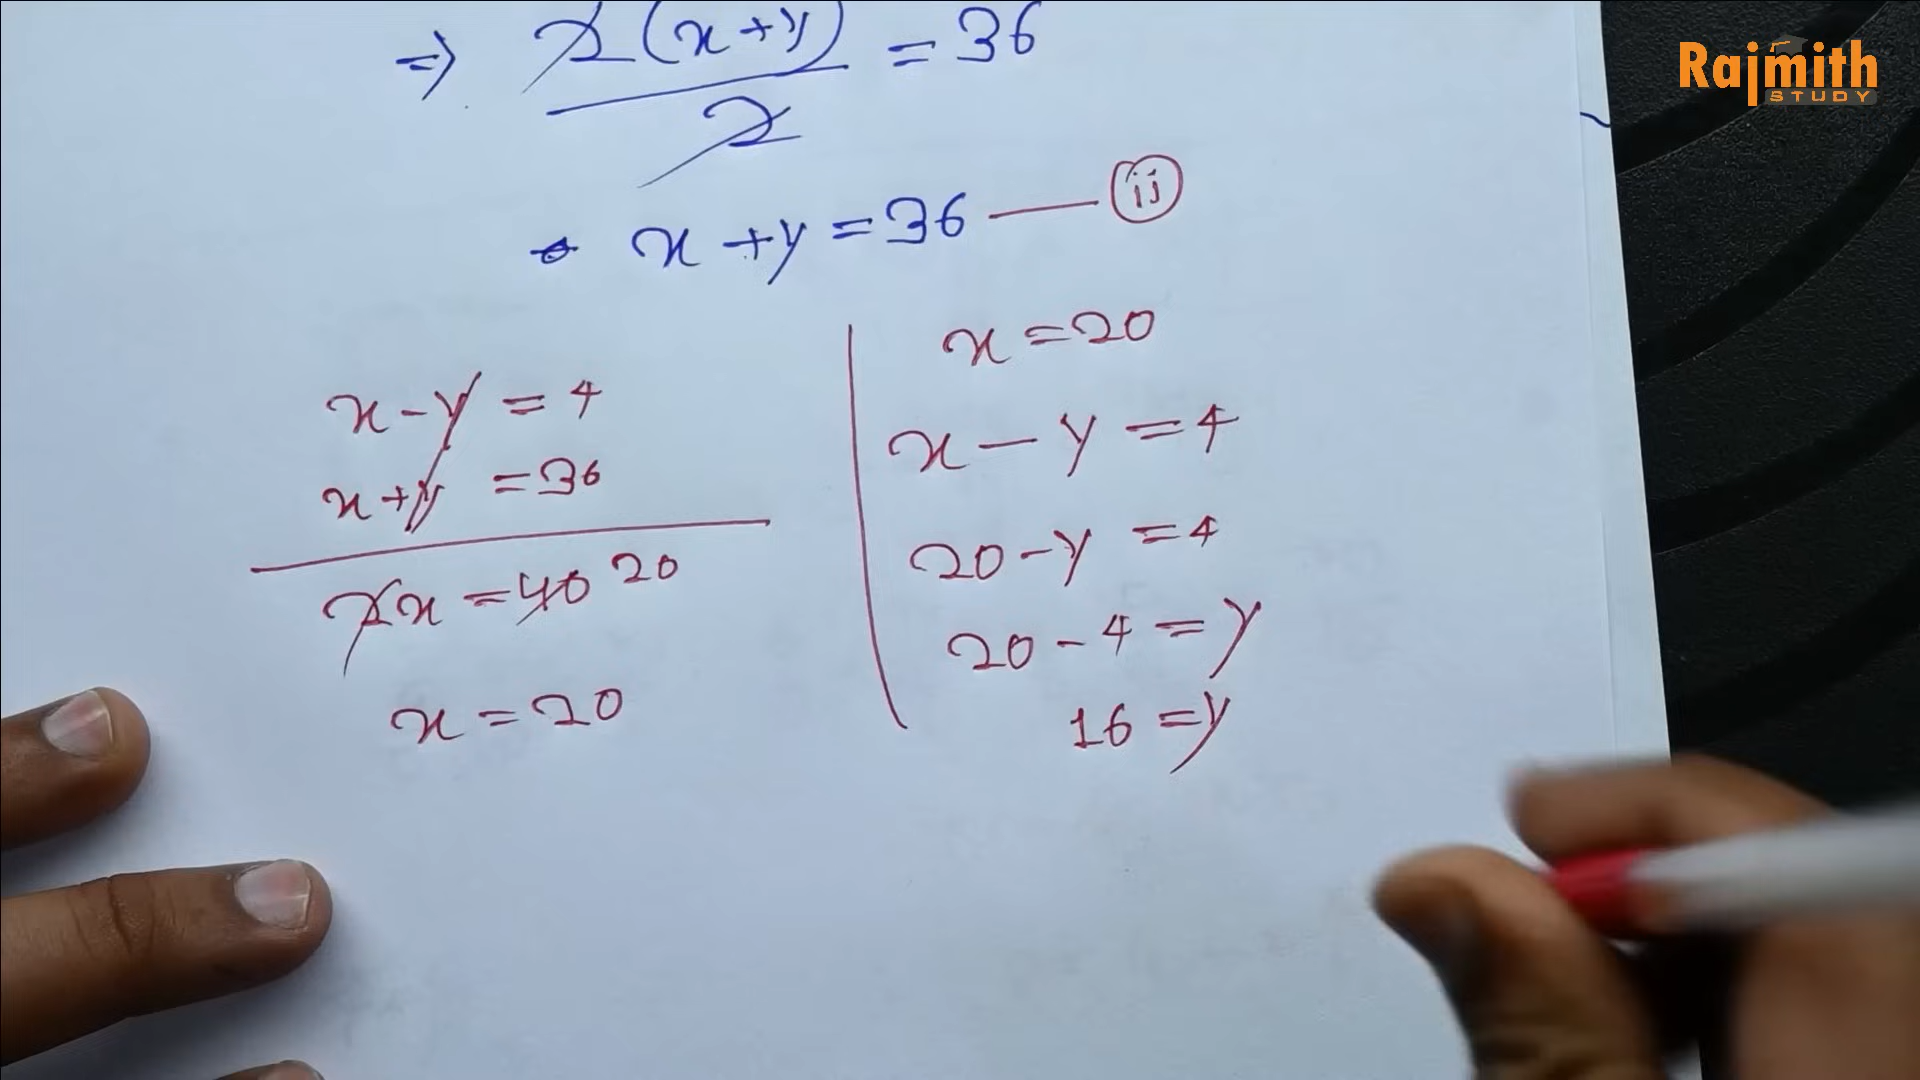 Rajmith
STUDY
⇒ 2(x+y)/2 = 36
x+y=36 — ii
x-y = 4
x+y = 36
2x = 40 20
x = 20
x = 20
x - y = 4
20 - y = 4
20 - 4 = y
16 = y